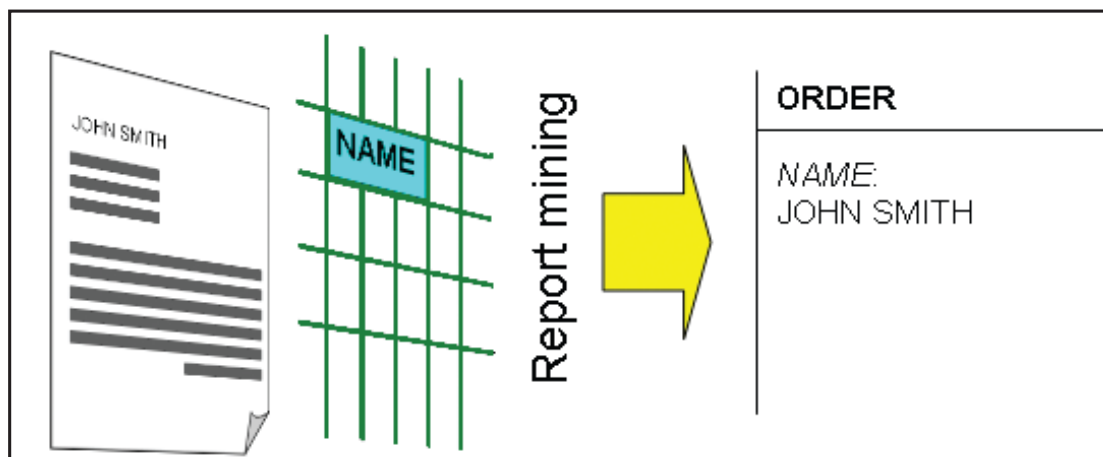 JOHN SMITH
NAME
Report mining
ORDER
NAME:
JOHN SMITH